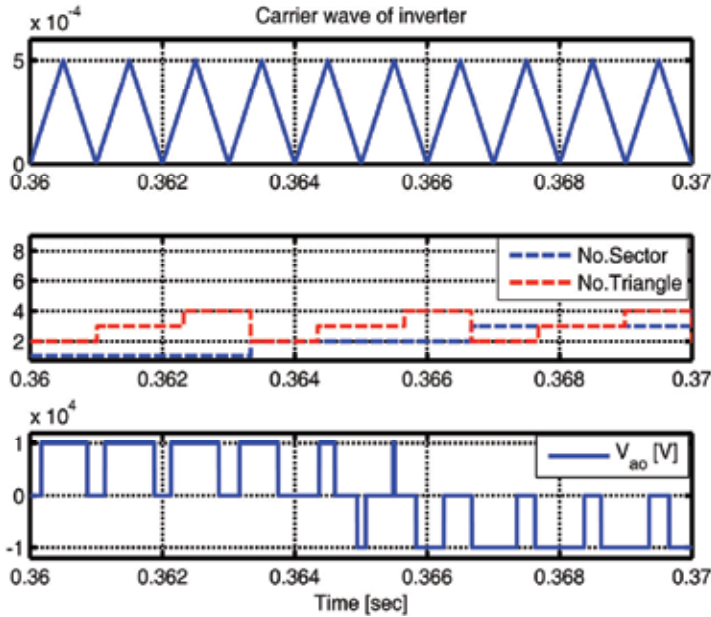 Carrier wave of inverter
x 10⁻⁴
5
0
0.36 0.362 0.364 0.366 0.368 0.37
8
6
4
2
No.Sector
No.Triangle
0.36 0.362 0.364 0.366 0.368 0.37
x 10⁴
1
0
-1
V_ao [V]
0.36 0.362 0.364 0.366 0.368 0.37
Time [sec]